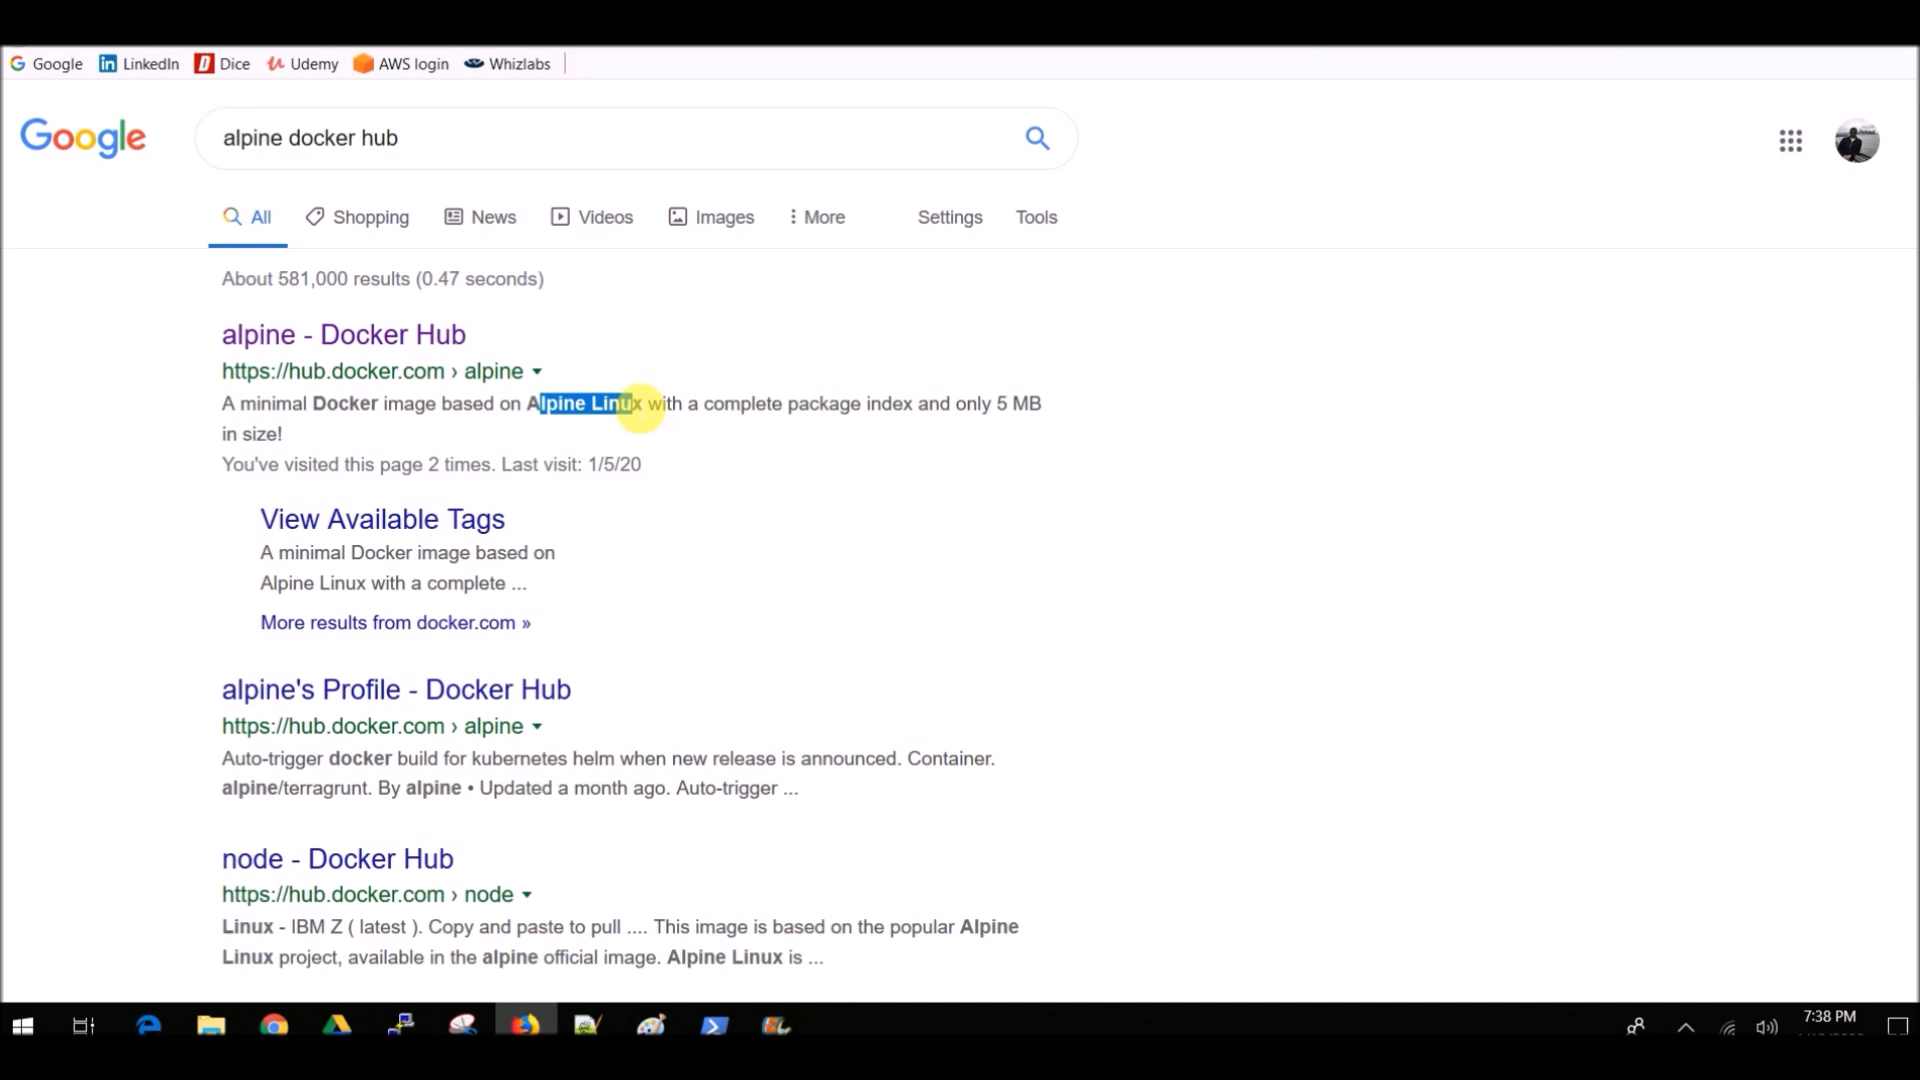 Google LinkedIn Dice Udemy AWS login Whizlabs
Google alpine docker hub
All Shopping News Videos Images More Settings Tools
About 581,000 results (0.47 seconds)
alpine - Docker Hub
https://hub.docker.com › alpine
A minimal Docker image based on Alpine Linux with a complete package index and only 5 MB
in size!
You've visited this page 2 times. Last visit: 1/5/20
View Available Tags
A minimal Docker image based on
Alpine Linux with a complete ...
More results from docker.com »
alpine's Profile - Docker Hub
https://hub.docker.com › alpine
Auto-trigger docker build for kubernetes helm when new release is announced. Container.
alpine/terragrunt. By alpine • Updated a month ago. Auto-trigger ...
node - Docker Hub
https://hub.docker.com › node
Linux - IBM Z ( latest ). Copy and paste to pull .... This image is based on the popular Alpine
Linux project, available in the alpine official image. Alpine Linux is ...
7:38 PM